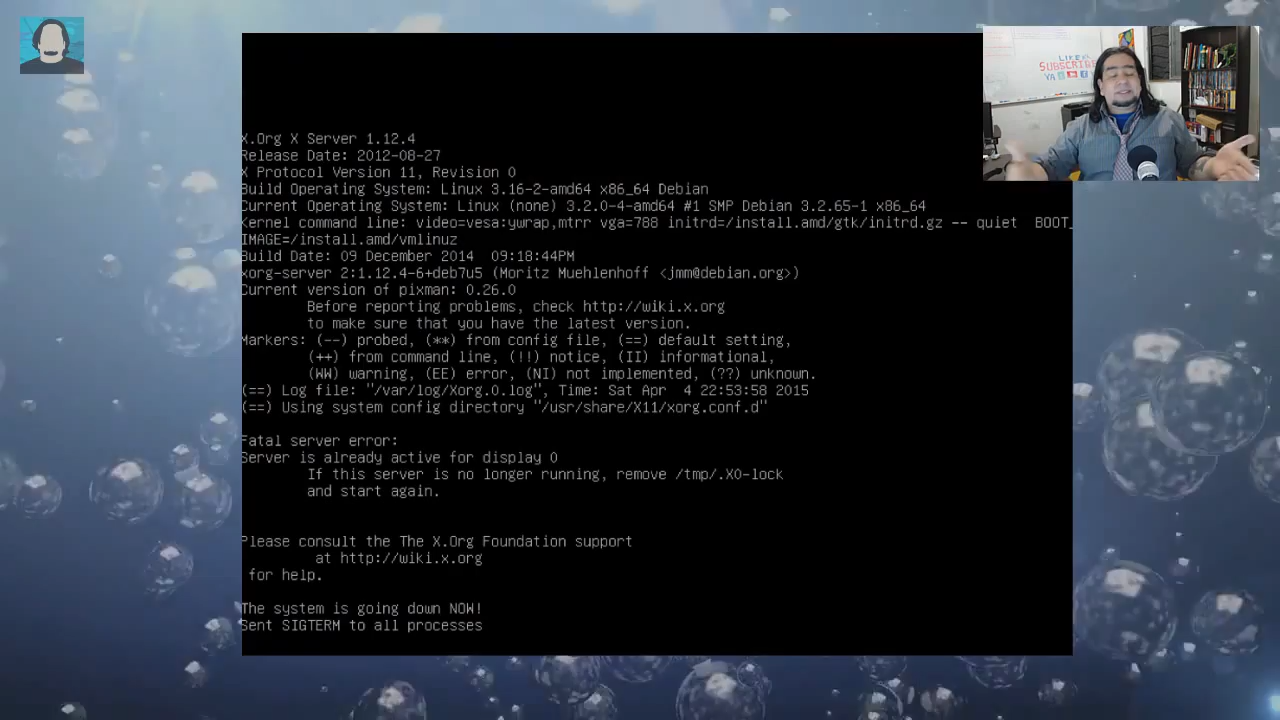 X.Org X Server 1.12.4
Release Date: 2012-08-27
X Protocol Version 11, Revision 0
Build Operating System: Linux 3.16-2-amd64 x86_64 Debian
Current Operating System: Linux (none) 3.2.0-4-amd64 #1 SMP Debian 3.2.65-1 x86_64
Kernel command line: video=vesa:ywrap,mtrr vga=788 initrd=/install.amd/gtk/initrd.gz -- quiet  BOOT_
IMAGE=/install.amd/vmlinuz
Build Date: 09 December 2014  09:18:44PM
xorg-server 2:1.12.4-6+deb7u5 (Moritz Muehlenhoff <jmm@debian.org>)
Current version of pixman: 0.26.0
Before reporting problems, check http://wiki.x.org
to make sure that you have the latest version.
Markers: (--) probed, (**) from config file, (==) default setting,
(++) from command line, (!!) notice, (II) informational,
(WW) warning, (EE) error, (NI) not implemented, (??) unknown.
(==) Log file: "/var/log/Xorg.0.log", Time: Sat Apr  4 22:53:58 2015
(==) Using system config directory "/usr/share/X11/xorg.conf.d"
Fatal server error:
Server is already active for display 0
If this server is no longer running, remove /tmp/.X0-lock
and start again.
Please consult the The X.Org Foundation support
at http://wiki.x.org
for help.
The system is going down NOW!
Sent SIGTERM to all processes
LIKE
SUBSCRIBE
YA